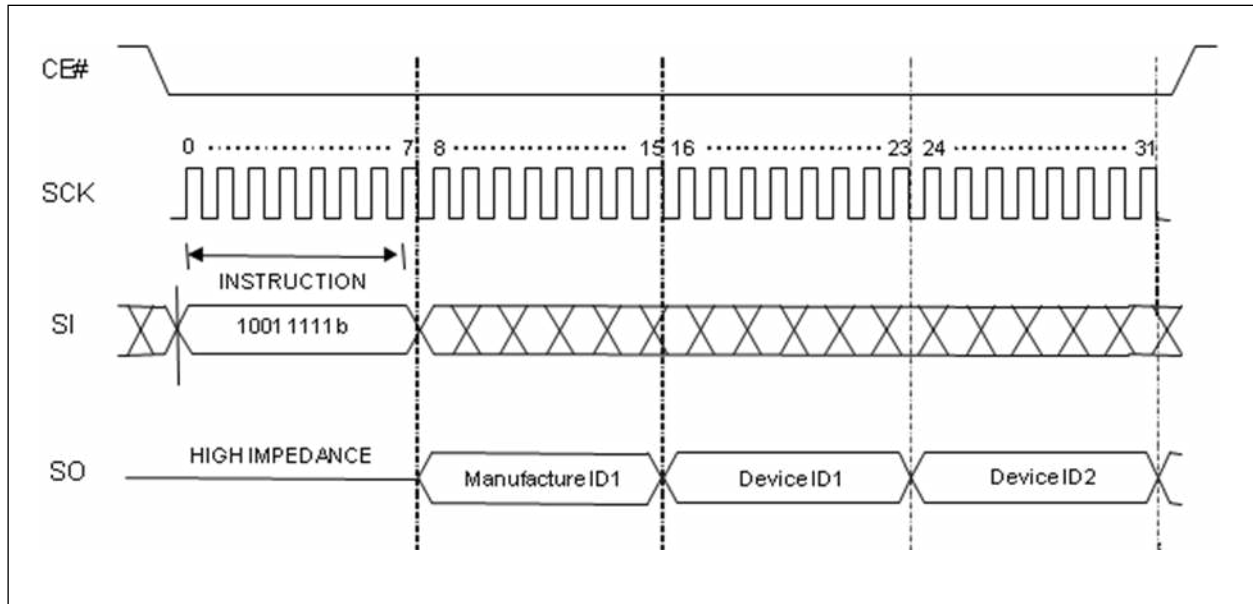 CE#
0 ........... 7 8 ........... 15 16 ........... 23 24 ........... 31
SCK
INSTRUCTION
SI
1001 1111 b
HIGH IMPEDANCE
SO
Manufacture ID1
Device ID1
Device ID2